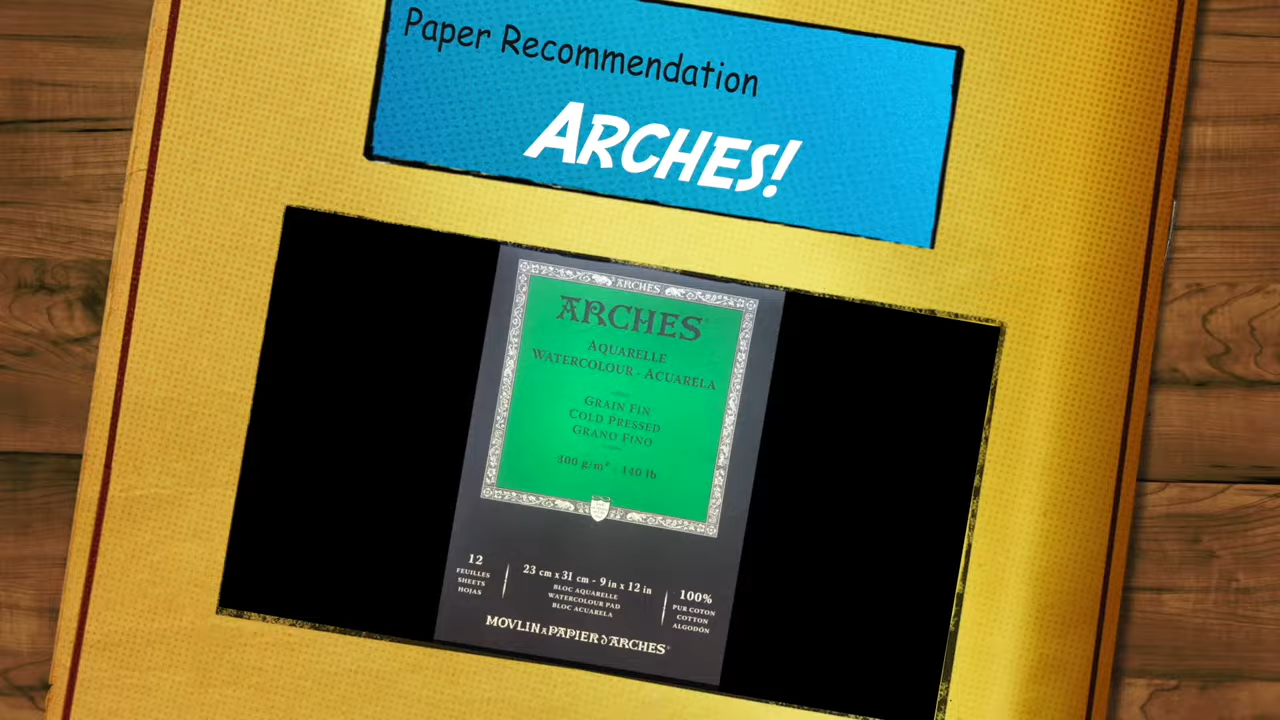 Paper Recommendation
ARCHES!
ARCHES
ARCHES®
AQUARELLE
WATERCOLOUR - ACUARELA
GRAIN FIN
COLD PRESSED
GRANO FINO
300 g/m² - 140 lb
12
FEUILLES
SHEETS
HOJAS
23 cm x 31 cm - 9 in x 12 in
BLOC AQUARELLE
WATERCOLOUR PAD
BLOC ACUARELA
100%
PUR COTON
COTTON
ALGODÓN
MOVLIN À PAPIER D'ARCHES®